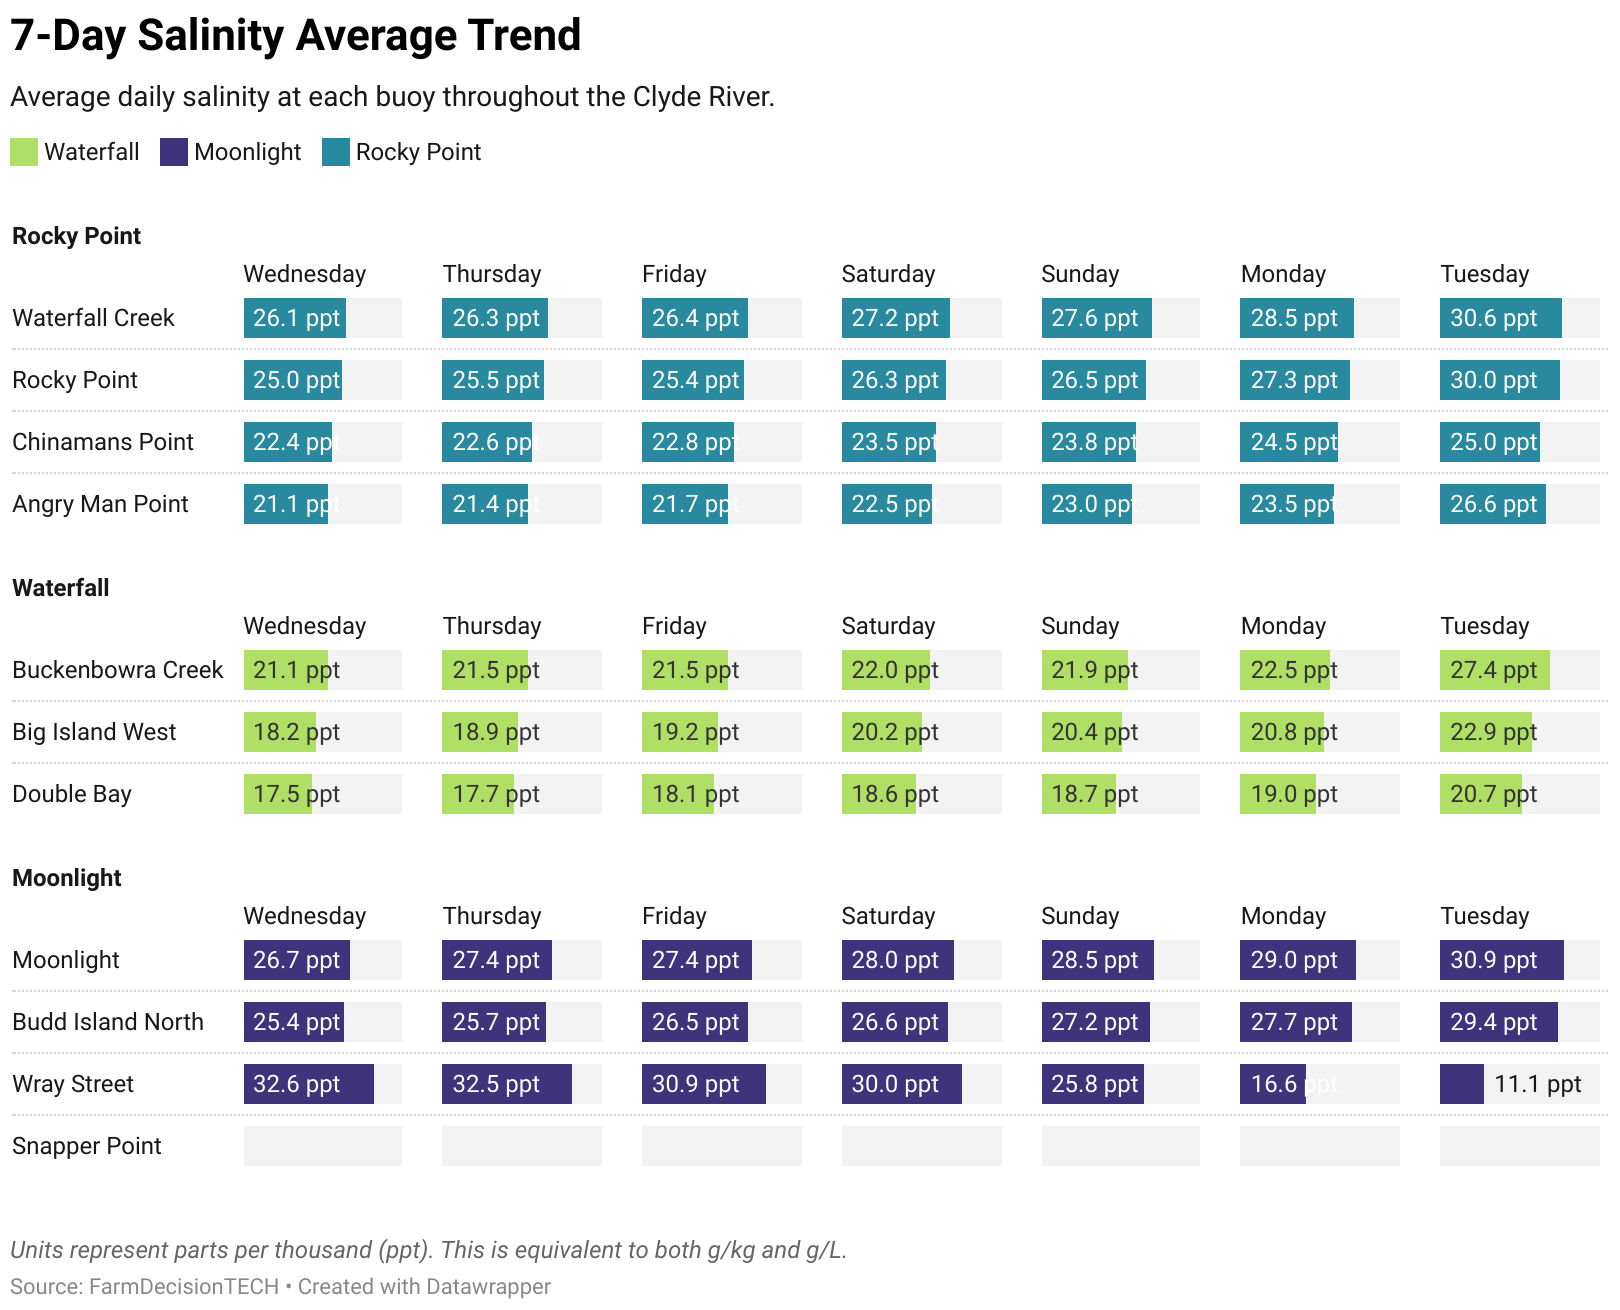 7-Day Salinity Average Trend
Average daily salinity at each buoy throughout the Clyde River.
Waterfall Moonlight Rocky Point
Rocky Point
Wednesday Thursday Friday Saturday Sunday Monday Tuesday
Waterfall Creek 26.1 ppt 26.3 ppt 26.4 ppt 27.2 ppt 27.6 ppt 28.5 ppt 30.6 ppt
Rocky Point 25.0 ppt 25.5 ppt 25.4 ppt 26.3 ppt 26.5 ppt 27.3 ppt 30.0 ppt
Chinamans Point 22.4 ppt 22.6 ppt 22.8 ppt 23.5 ppt 23.8 ppt 24.5 ppt 25.0 ppt
Angry Man Point 21.1 ppt 21.4 ppt 21.7 ppt 22.5 ppt 23.0 ppt 23.5 ppt 26.6 ppt
Waterfall
Wednesday Thursday Friday Saturday Sunday Monday Tuesday
Buckenbowra Creek 21.1 ppt 21.5 ppt 21.5 ppt 22.0 ppt 21.9 ppt 22.5 ppt 27.4 ppt
Big Island West 18.2 ppt 18.9 ppt 19.2 ppt 20.2 ppt 20.4 ppt 20.8 ppt 22.9 ppt
Double Bay 17.5 ppt 17.7 ppt 18.1 ppt 18.6 ppt 18.7 ppt 19.0 ppt 20.7 ppt
Moonlight
Wednesday Thursday Friday Saturday Sunday Monday Tuesday
Moonlight 26.7 ppt 27.4 ppt 27.4 ppt 28.0 ppt 28.5 ppt 29.0 ppt 30.9 ppt
Budd Island North 25.4 ppt 25.7 ppt 26.5 ppt 26.6 ppt 27.2 ppt 27.7 ppt 29.4 ppt
Wray Street 32.6 ppt 32.5 ppt 30.9 ppt 30.0 ppt 25.8 ppt 16.6 ppt 11.1 ppt
Snapper Point
Units represent parts per thousand (ppt). This is equivalent to both g/kg and g/L.
Source: FarmDecisionTECH • Created with Datawrapper